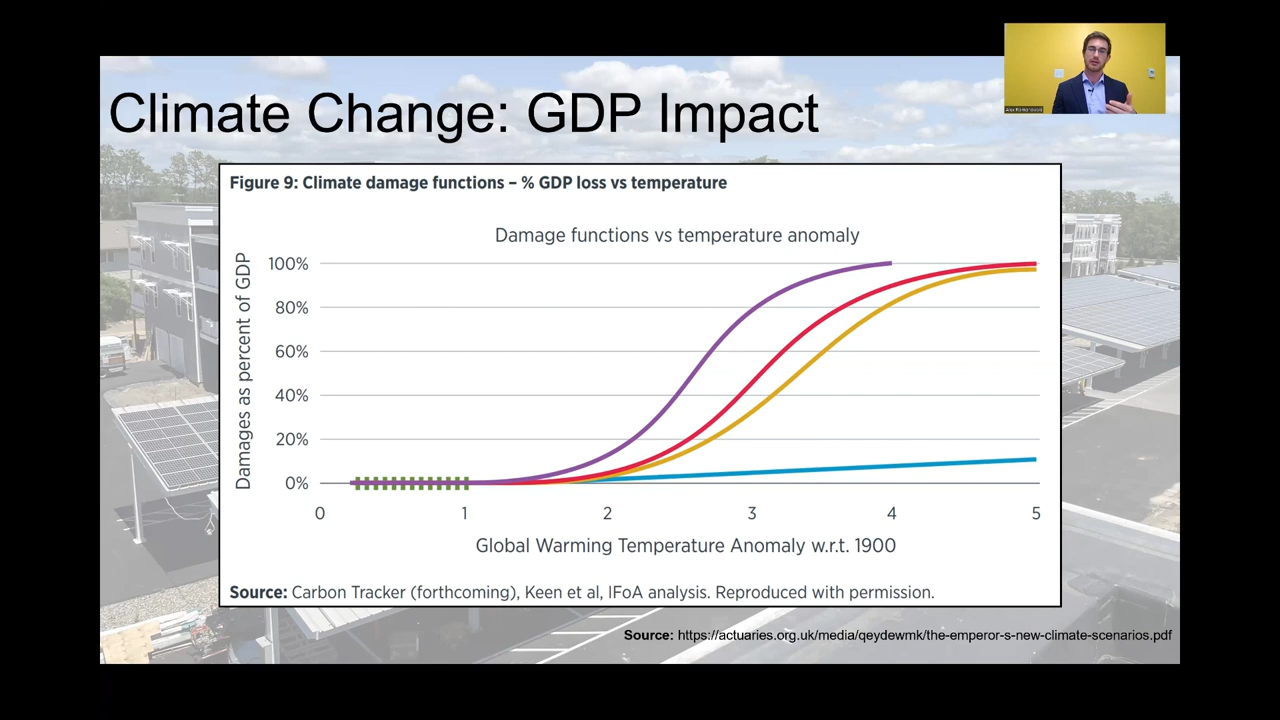 Climate Change: GDP Impact
Figure 9: Climate damage functions – % GDP loss vs temperature
Damage functions vs temperature anomaly
Damages as percent of GDP
100%
80%
60%
40%
20%
0%
0 1 2 3 4 5
Global Warming Temperature Anomaly w.r.t. 1900
Source: Carbon Tracker (forthcoming), Keen et al, IFoA analysis. Reproduced with permission.
Source: https://actuaries.org.uk/media/qeydewmk/the-emperor-s-new-climate-scenarios.pdf